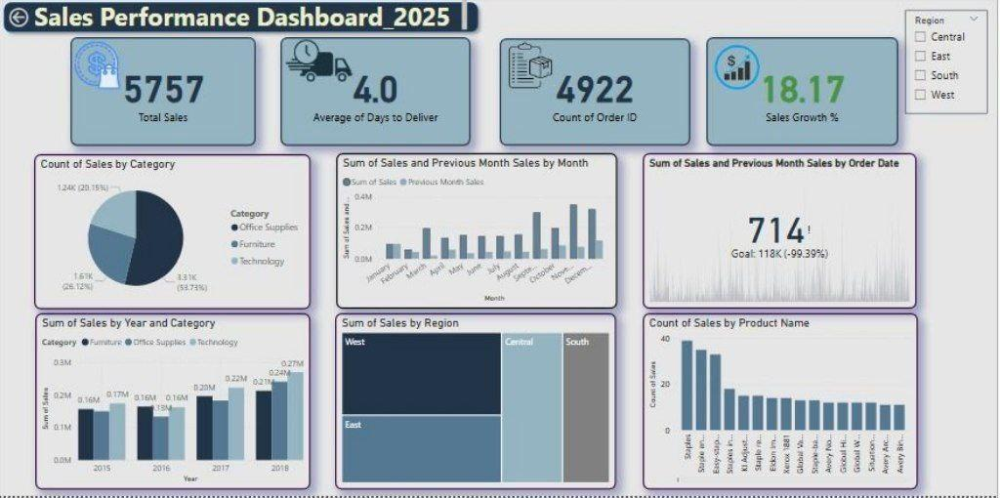 Sales Performance Dashboard_2025
Region
Central
East
South
West
5757
Total Sales
4.0
Average of Days to Deliver
4922
Count of Order ID
$
18.17
Sales Growth %
Count of Sales by Category
1.24K (20.15%)
1.61K
(26.12%)
3.31K
(53.73%)
Category
Office Supplies
Furniture
Technology
Sum of Sales and Previous Month Sales by Month
Sum of Sales
Previous Month Sales
Sum of Sales and...
0.4M
0.2M
0.0M
January
February
March
April
May
June
July
August
Septe...
October
Nove...
Decem...
Month
Sum of Sales and Previous Month Sales by Order Date
714!
Goal: 118K (-99.39%)
Sum of Sales by Year and Category
Category Furniture Office Supplies Technology
Sum of Sales
0.3M
0.2M
0.1M
0.0M
0.16M
0.17M
0.16M
0.13M
0.16M
0.20M
0.22M
0.21M
0.24M
0.27M
2015
2016
2017
2018
Year
Sum of Sales by Region
West
East
Central
South
Count of Sales by Product Name
Count of Sales
40
20
0
Staples
Staple en...
Easy-stap...
Staples in...
KI Adjust...
Staple re...
Eldon Im...
Xerox 1881
Global Va...
Staple-ba...
Avery No...
Global Hi...
Global W...
Situation...
Avery Arc...
Avery Bin...